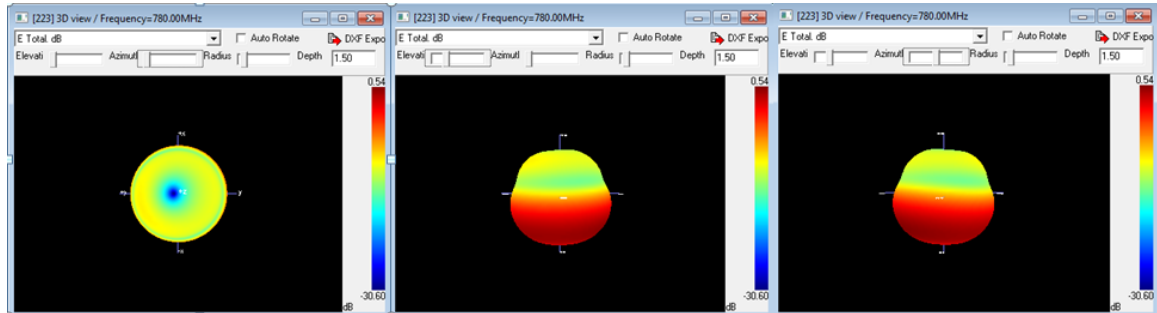 [223] 3D view / Frequency=780.00MHz
E Total. dB
Auto Rotate
DXF Expo
Elevati
Azimutl
Radius
Depth
1.50
0.54
-30.60
dB
[223] 3D view / Frequency=780.00MHz
E Total. dB
Auto Rotate
DXF Expo
Elevati
Azimutl
Radius
Depth
1.50
0.54
-30.60
dB
[223] 3D view / Frequency=780.00MHz
E Total. dB
Auto Rotate
DXF Expo
Elevati
Azimutl
Radius
Depth
1.50
0.54
-30.60
dB